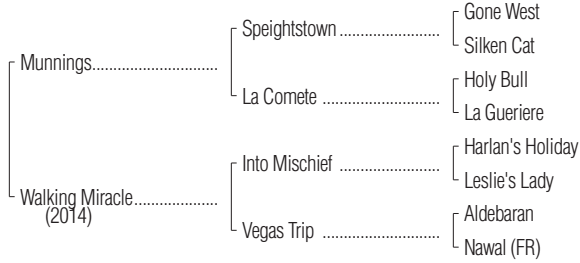 Gone West
Speightstown
Silken Cat
Munnings
Holy Bull
La Comete
La Gueriere
Harlan's Holiday
Into Mischief
Leslie's Lady
Walking Miracle
(2014)
Aldebaran
Vegas Trip
Nawal (FR)